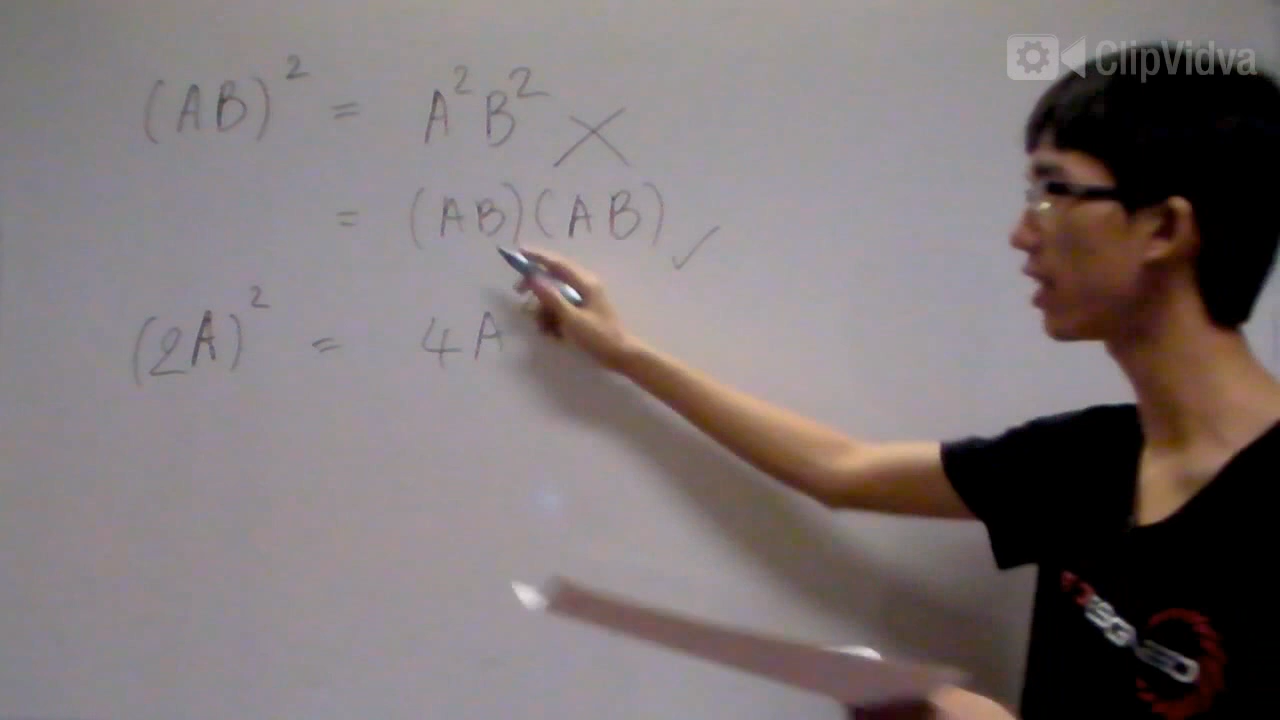 ClipVidva
(AB)² = A²B² ✗
= (AB)(AB) ✓
(2A)² = 4A